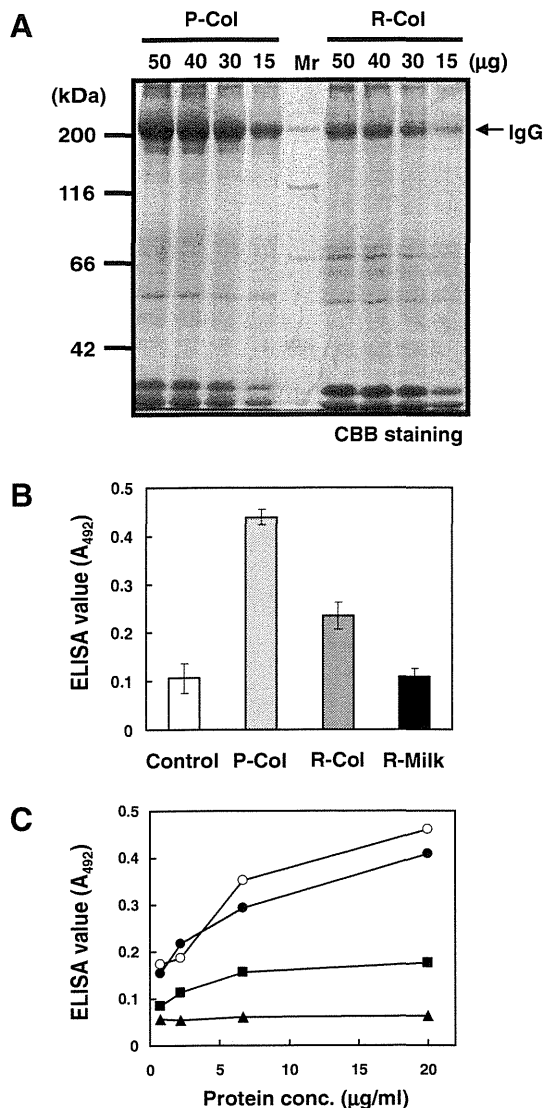 A
P-Col R-Col
50 40 30 15 Mr 50 40 30 15 (μg)
(kDa)
200
IgG
116
66
42
CBB staining
B
0.5
0.4
0.3
0.2
0.1
0
ELISA value (A492)
Control P-Col R-Col R-Milk
C
0.5
0.4
0.3
0.2
0.1
0
ELISA value (A492)
0 5 10 15 20
Protein conc. (μg/ml)